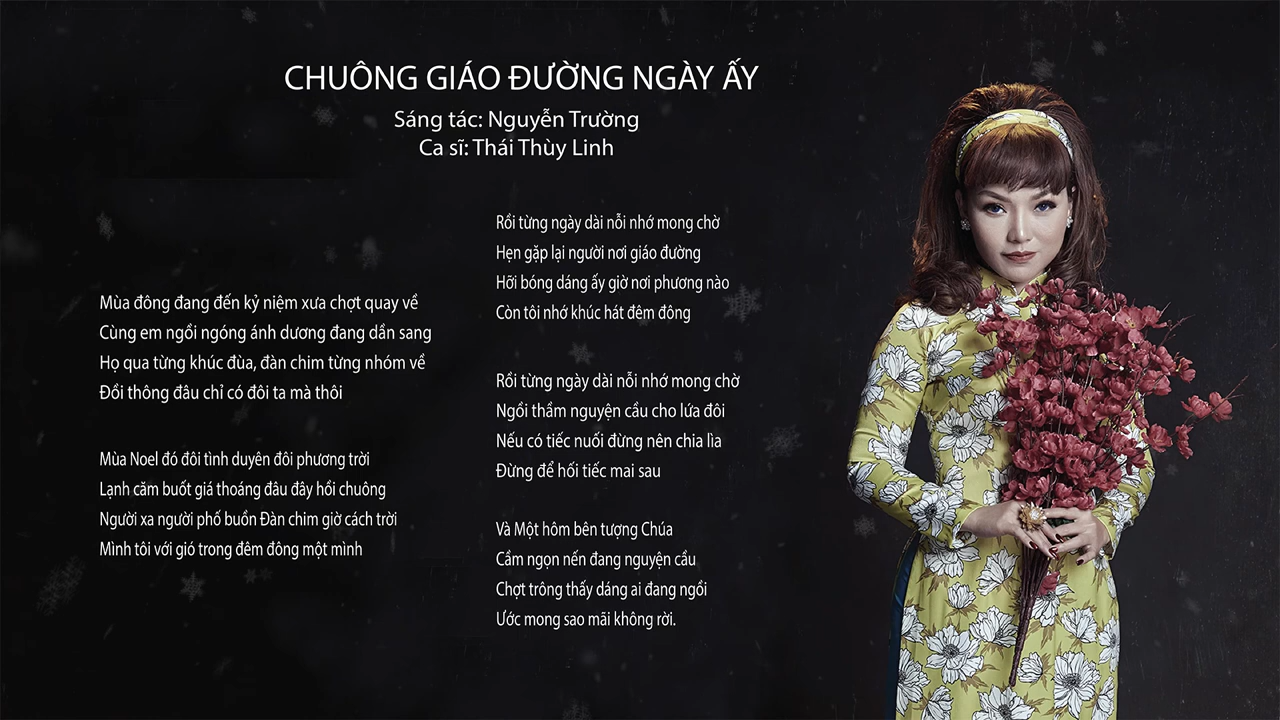 CHUÔNG GIÁO ĐƯỜNG NGÀY ẤY
Sáng tác: Nguyễn Trường
Ca sĩ: Thái Thùy Linh
Mùa đông đang đến kỷ niệm xưa chợt quay về
Cùng em ngồi ngóng ánh dương đang dần sang
Họ qua từng khúc đùa, đàn chim từng nhóm về
Đồi thông đâu chỉ có đôi ta mà thôi
Mùa Noel đó đôi tình duyên đôi phương trời
Lạnh căm buốt giá thoáng đâu đây hồi chuông
Người xa người phố buồn Đàn chim giờ cách trời
Mình tôi với gió trong đêm đông một mình
Rồi từng ngày dài nỗi nhớ mong chờ
Hẹn gặp lại người nơi giáo đường
Hỡi bóng dáng ấy giờ nơi phương nào
Còn tôi nhớ khúc hát đêm đông
Rồi từng ngày dài nỗi nhớ mong chờ
Ngồi thầm nguyện cầu cho lứa đôi
Nếu có tiếc nuối đừng nên chia lìa
Đừng để hối tiếc mai sau
Và Một hôm bên tượng Chúa
Cầm ngọn nến đang nguyện cầu
Chợt trông thấy dáng ai đang ngồi
Ước mong sao mãi không rời.